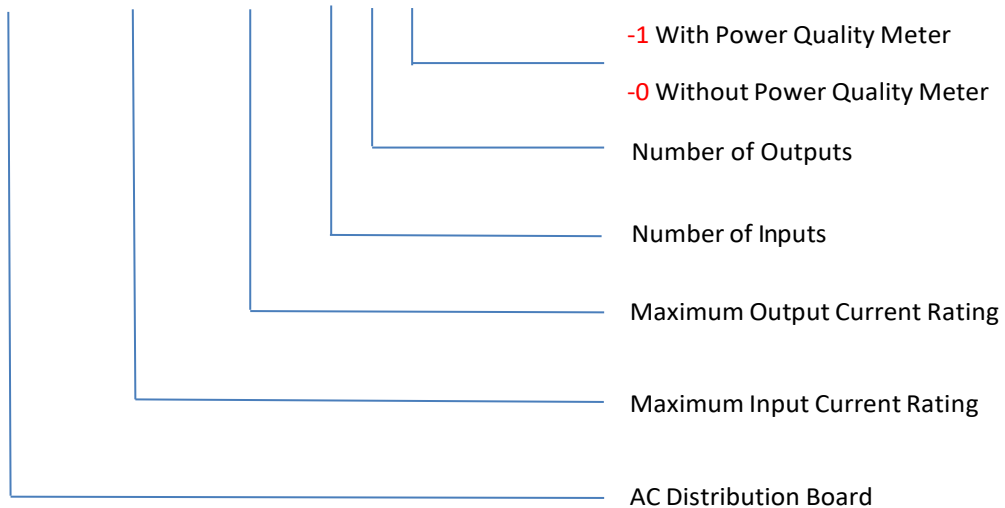 -1 With Power Quality Meter
-0 Without Power Quality Meter
Number of Outputs
Number of Inputs
Maximum Output Current Rating
Maximum Input Current Rating
AC Distribution Board